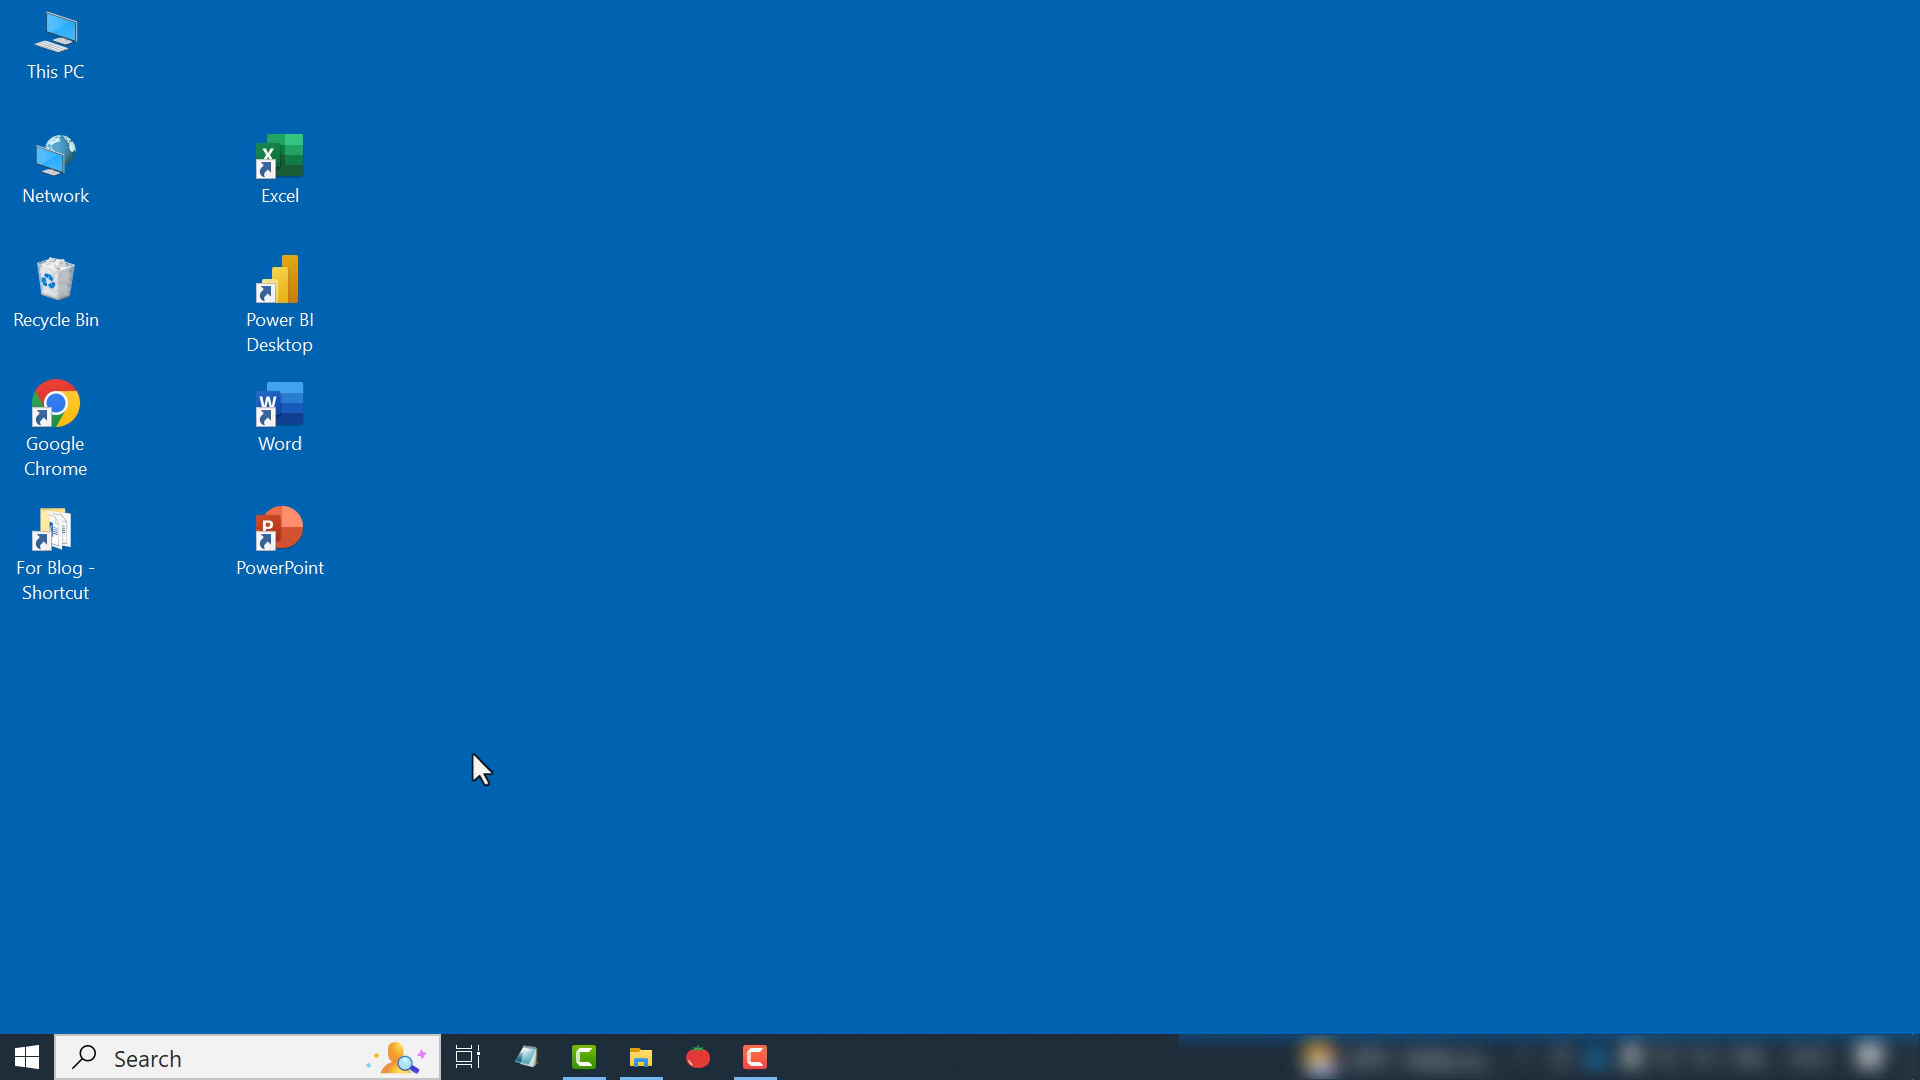 This PC
Network
Excel
Recycle Bin
Power BI
Desktop
Google
Chrome
Word
For Blog -
Shortcut
PowerPoint
Search